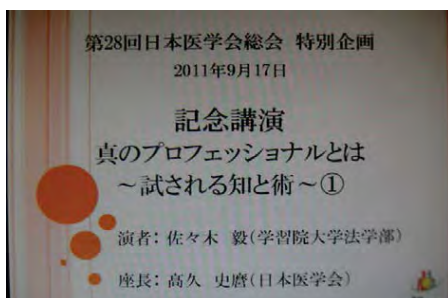 第28回日本医学会総会 特別企画
2011年9月17日
記念講演
真のプロフェッショナルとは
～試される知と術～①
演者：佐々木 毅（学習院大学法学部）
座長：高久 史麿（日本医学会）